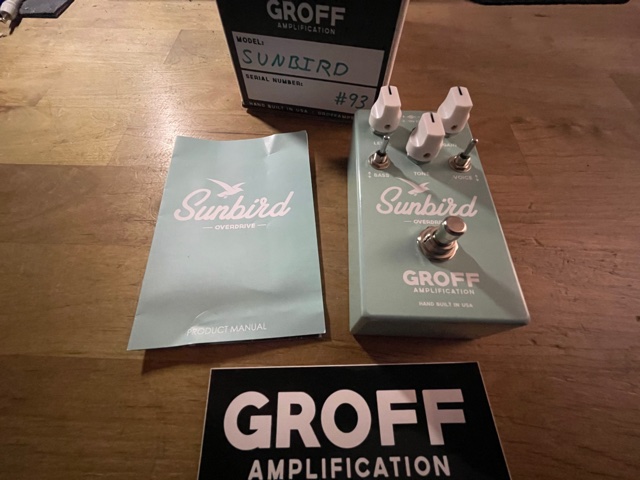 GROFF
AMPLIFICATION
MODEL:
SUNBIRD
SERIAL NUMBER:
#93
HAND BUILT IN USA
Sunbird
OVERDRIVE
PRODUCT MANUAL
BASS
TONE
VOICE
Sunbird
OVERDRIVE
GROFF
AMPLIFICATION
HAND BUILT IN USA
GROFF
AMPLIFICATION